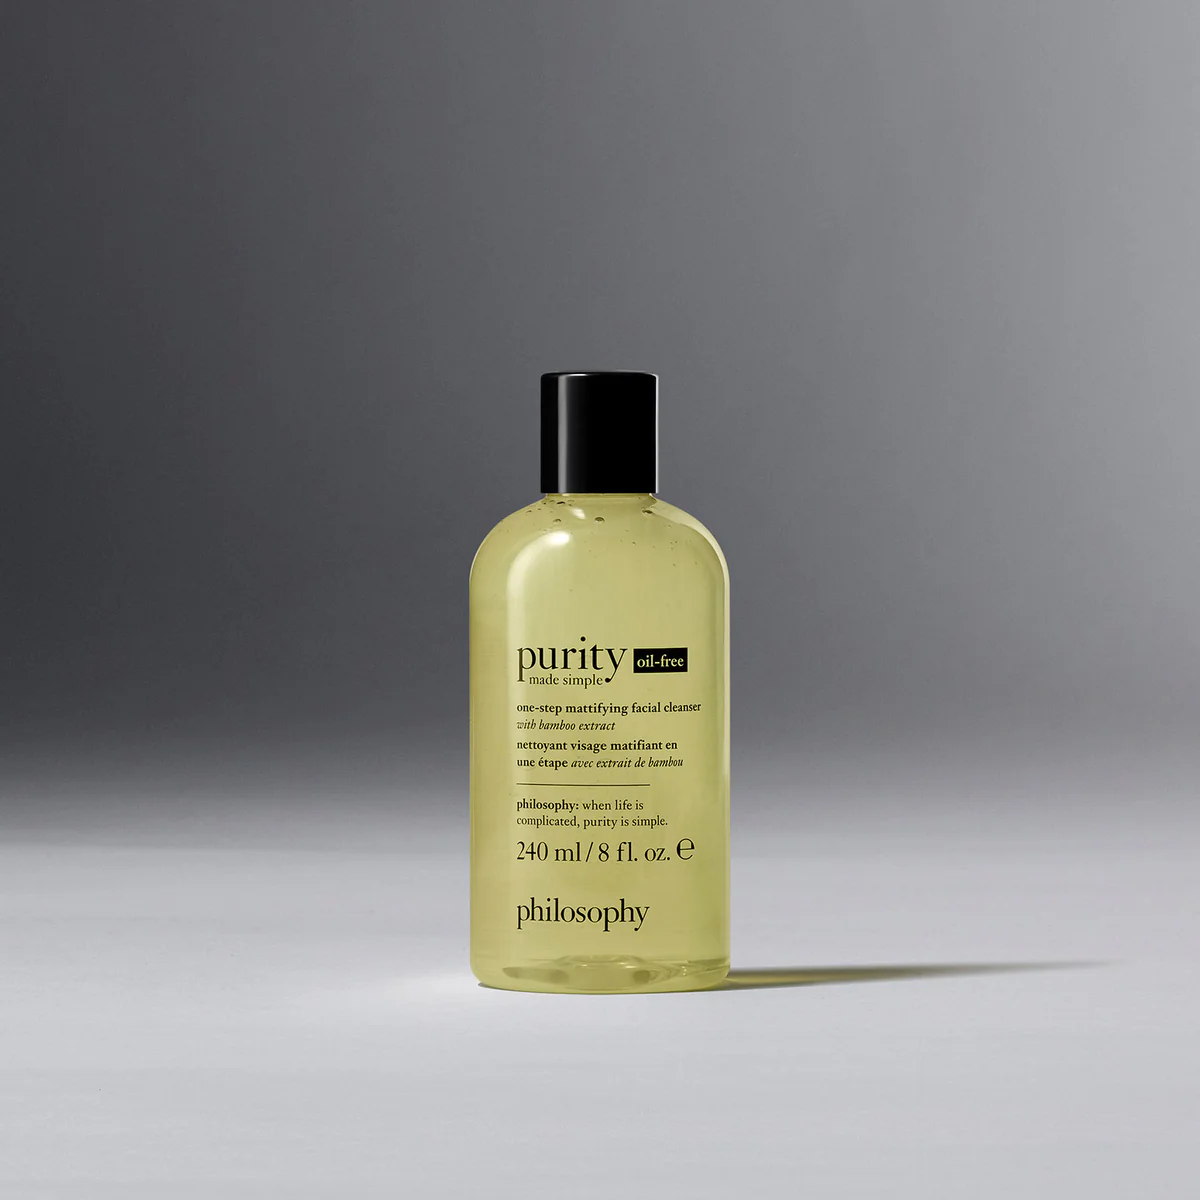 purity oil-free
made simple
one-step mattifying facial cleanser
with bamboo extract
nettoyant visage matifiant en
une étape avec extrait de bambou
philosophy: when life is
complicated, purity is simple.
240 ml/8 fl. oz. ℮
philosophy